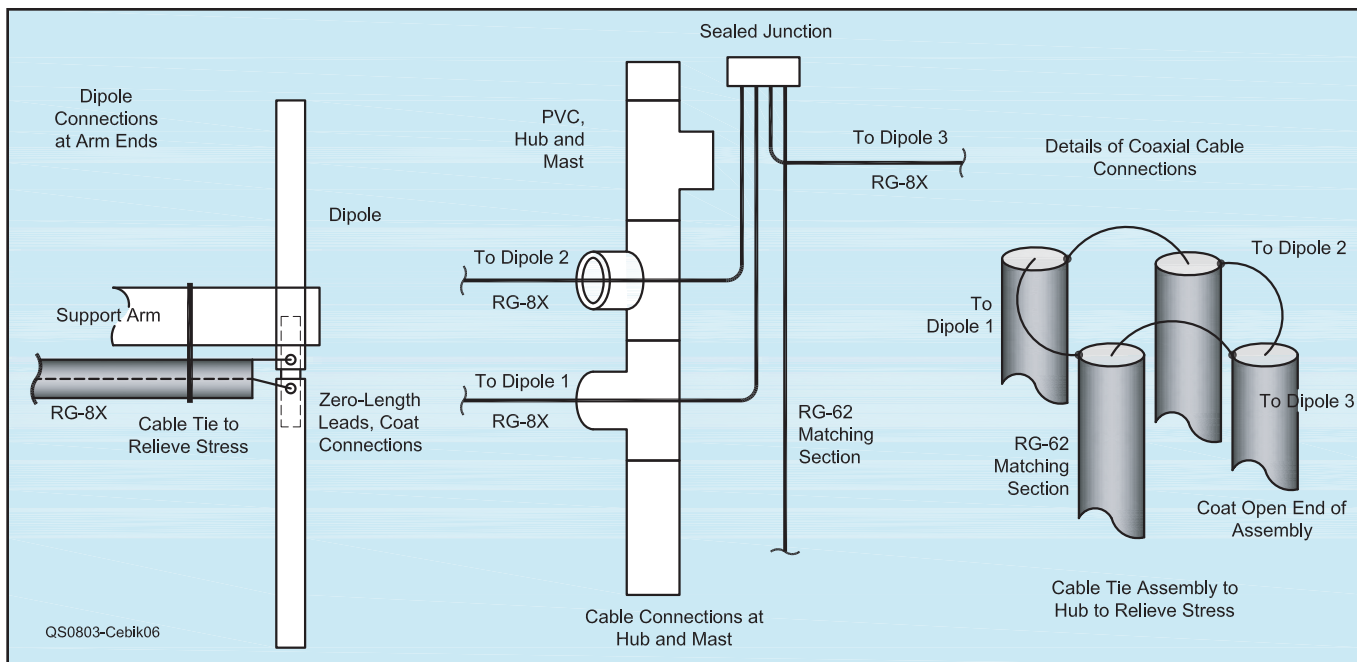 Sealed Junction
Dipole
Connections
at Arm Ends
PVC,
Hub and
Mast
To Dipole 3
RG-8X
Details of Coaxial Cable
Connections
Dipole
To Dipole 2
RG-8X
To Dipole 2
Support Arm
To
Dipole 1
To Dipole 1
RG-8X
RG-8X
Cable Tie to
Relieve Stress
Zero-Length
Leads, Coat
Connections
RG-62
Matching
Section
To Dipole 3
RG-62
Matching
Section
Coat Open End of
Assembly
Cable Connections at
Hub and Mast
Cable Tie Assembly to
Hub to Relieve Stress
QS0803-Cebik06